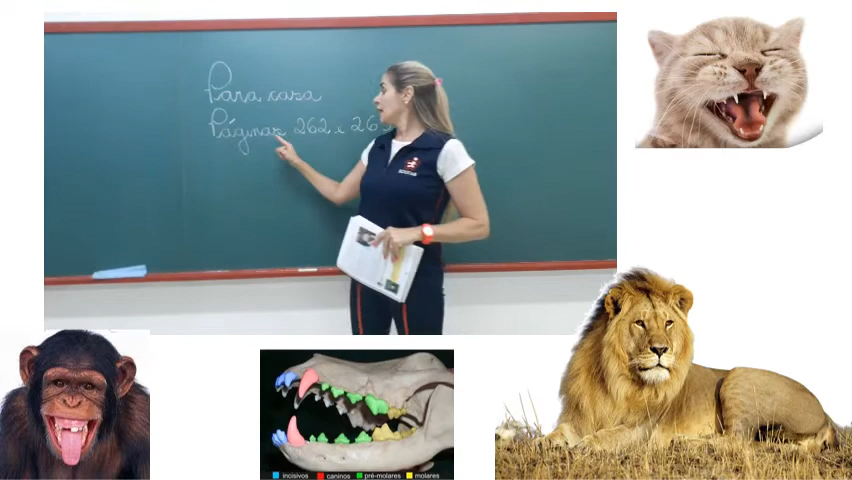 Para casa
Páginas 262 e 26
incisivos caninos pré-molares molares